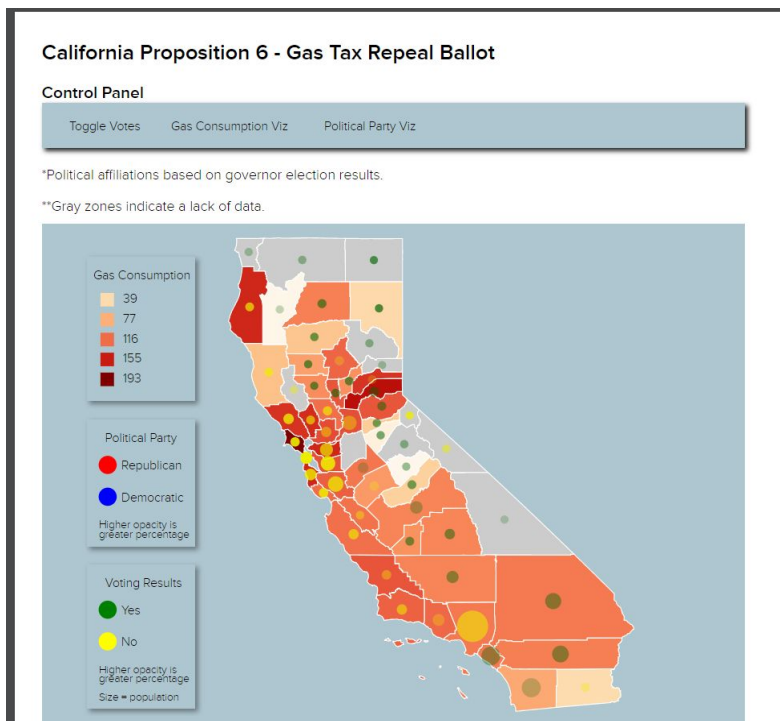 California Proposition 6 - Gas Tax Repeal Ballot
Control Panel
Toggle Votes Gas Consumption Viz Political Party Viz
*Political affiliations based on governor election results.
**Gray zones indicate a lack of data.
Gas Consumption
39
77
116
155
193
Political Party
Republican
Democratic
Higher opacity is
greater percentage
Voting Results
Yes
No
Higher opacity is
greater percentage
Size = population